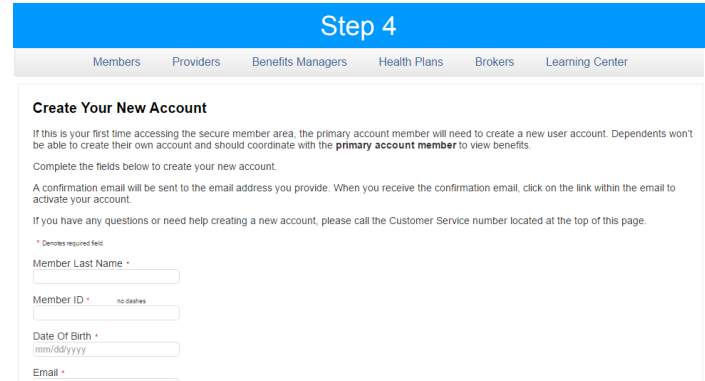 Step 4
Members Providers Benefits Managers Health Plans Brokers Learning Center
Create Your New Account
If this is your first time accessing the secure member area, the primary account member will need to create a new user account. Dependents won't
be able to create their own account and should coordinate with the primary account member to view benefits.
Complete the fields below to create your new account.
A confirmation email will be sent to the email address you provide. When you receive the confirmation email, click on the link within the email to
activate your account.
If you have any questions or need help creating a new account, please call the Customer Service number located at the top of this page.
* Denotes required field.
Member Last Name *
Member ID * no dashes
Date Of Birth *
mm/dd/yyyy
Email *